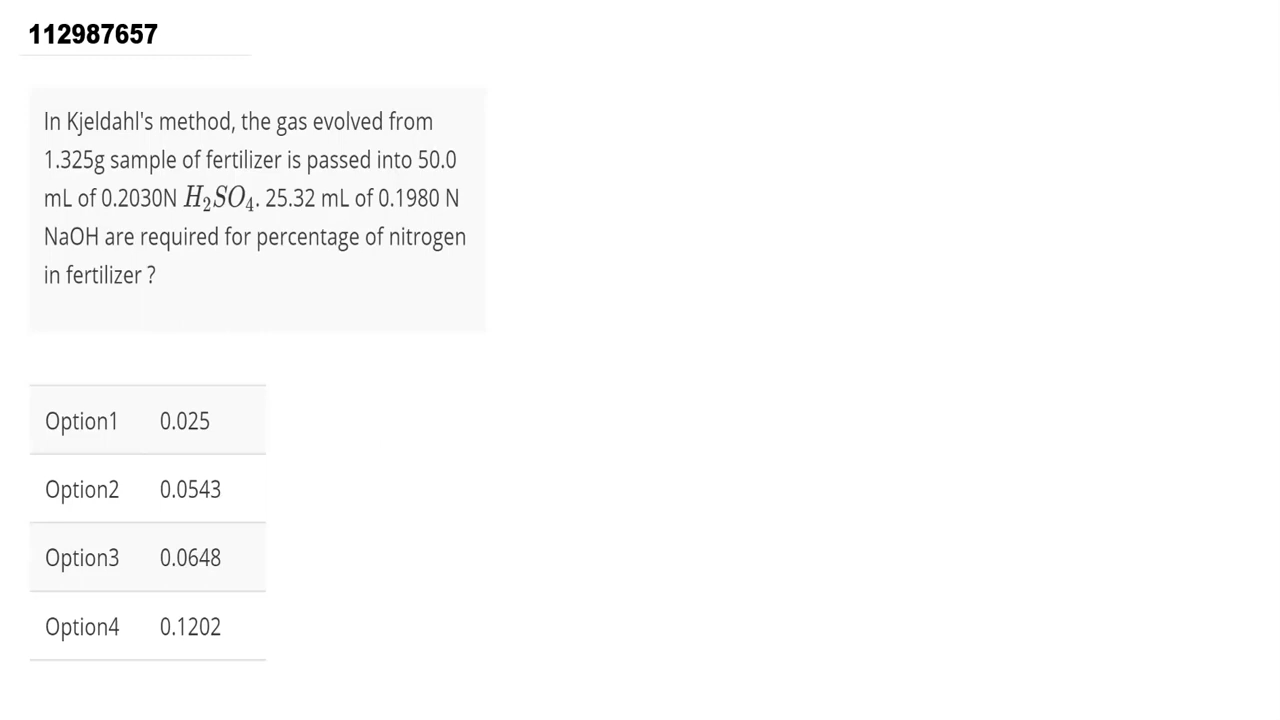 112987657
In Kjeldahl's method, the gas evolved from
1.325g sample of fertilizer is passed into 50.0
mL of 0.2030N H₂SO₄. 25.32 mL of 0.1980 N
NaOH are required for percentage of nitrogen
in fertilizer ?
Option1 0.025
Option2 0.0543
Option3 0.0648
Option4 0.1202